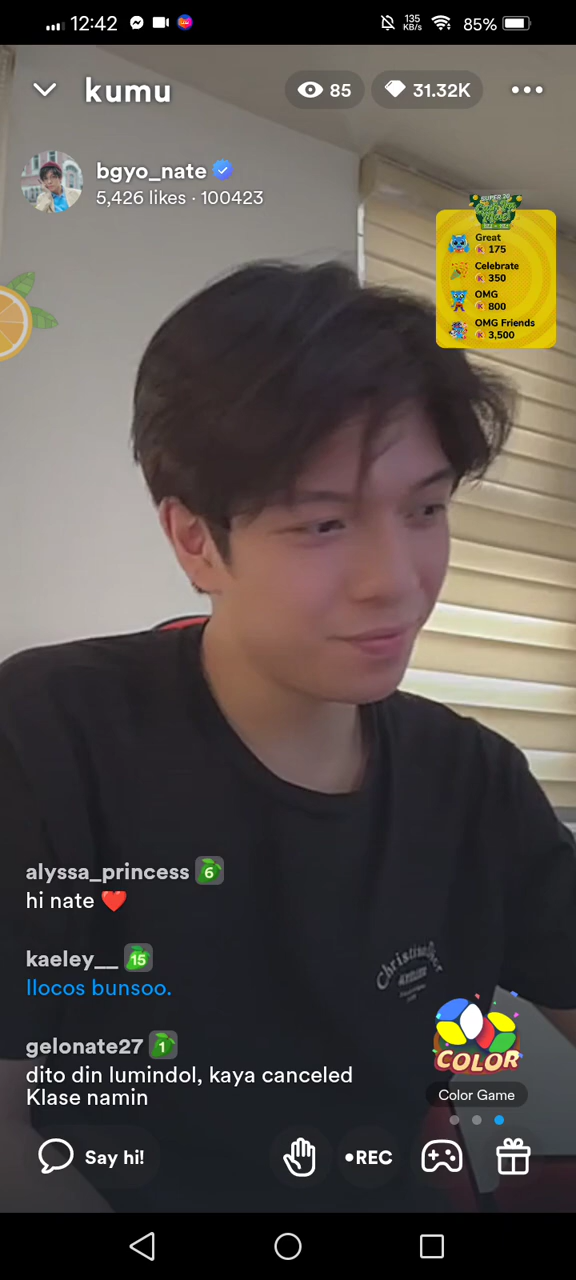 12:42
135
KB/s
85%
kumu
85
31.32K
bgyo_nate
5,426 likes · 100423
SUPER 26
Great
175
Celebrate
350
OMG
800
OMG Friends
3,500
alyssa_princess 6
hi nate ❤️
kaeley__ 15
Ilocos bunsoo.
gelonate27 1
dito din lumindol, kaya canceled
Klase namin
COLOR
Color Game
Say hi!
•REC